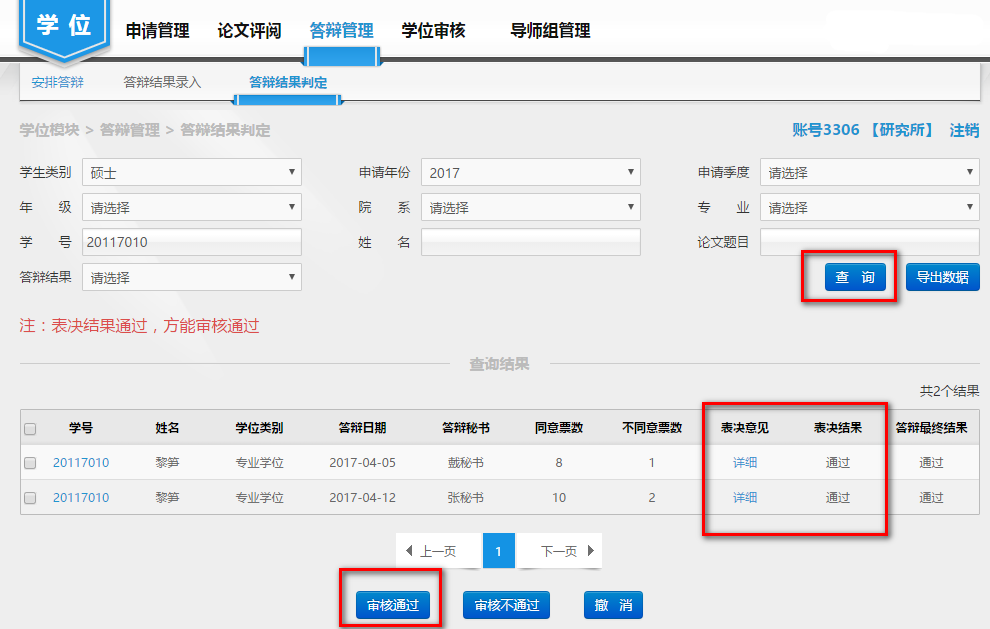 学 位 申请管理 论文评阅 答辩管理 学位审核 导师组管理
安排答辩 答辩结果录入 答辩结果判定
学位模块 > 答辩管理 > 答辩结果判定 账号3306 【研究所】 注销
学生类别 硕士 申请年份 2017 申请季度 请选择
年 级 请选择 院 系 请选择 专 业 请选择
学 号 20117010 姓 名 论文题目
答辩结果 请选择 查 询 导出数据
注：表决结果通过，方能审核通过
查询结果
共2个结果
学号 姓名 学位类别 答辩日期 答辩秘书 同意票数 不同意票数 表决意见 表决结果 答辩最终结果
20117010 黎笋 专业学位 2017-04-05 戴秘书 8 1 详细 通过 通过
20117010 黎笋 专业学位 2017-04-12 张秘书 10 2 详细 通过 通过
上一页 1 下一页
审核通过 审核不通过 撤 消